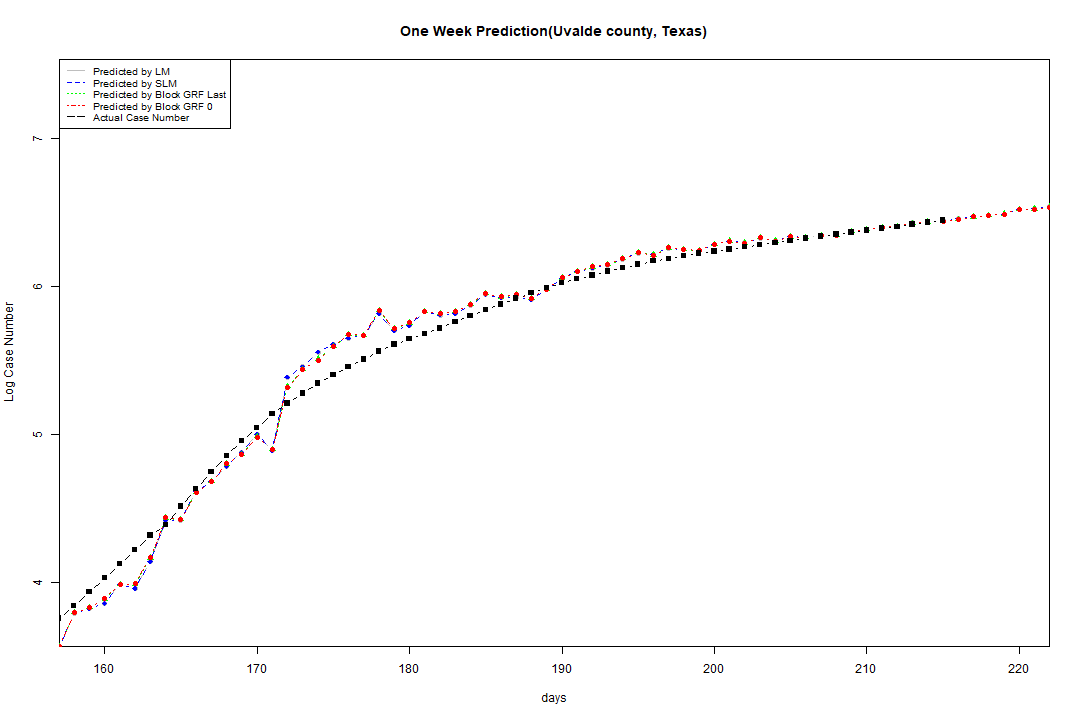 One Week Prediction(Uvalde county, Texas)
Predicted by LM
Predicted by SLM
Predicted by Block GRF Last
Predicted by Block GRF 0
Actual Case Number
Log Case Number
7
6
5
4
160 170 180 190 200 210 220
days